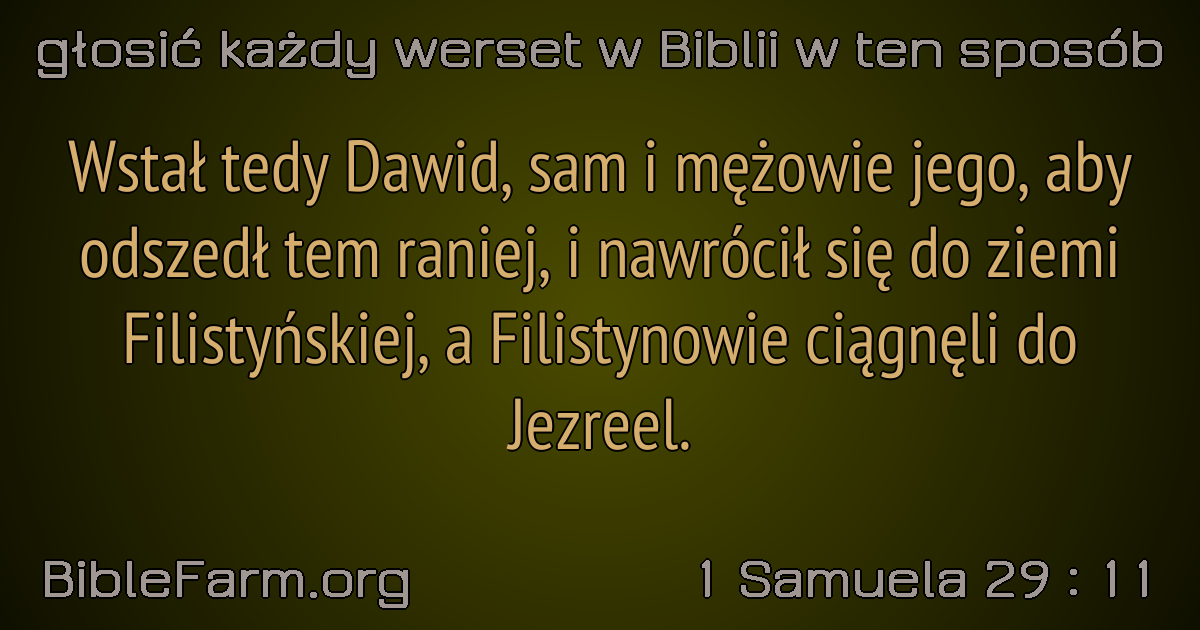 głosić każdy werset w Biblii w ten sposób
Wstał tedy Dawid, sam i mężowie jego, aby
odszedł tem raniej, i nawrócił się do ziemi
Filistyńskiej, a Filistynowie ciągnęli do
Jezreel.
BibleFarm.org
1 Samuela 29 : 11